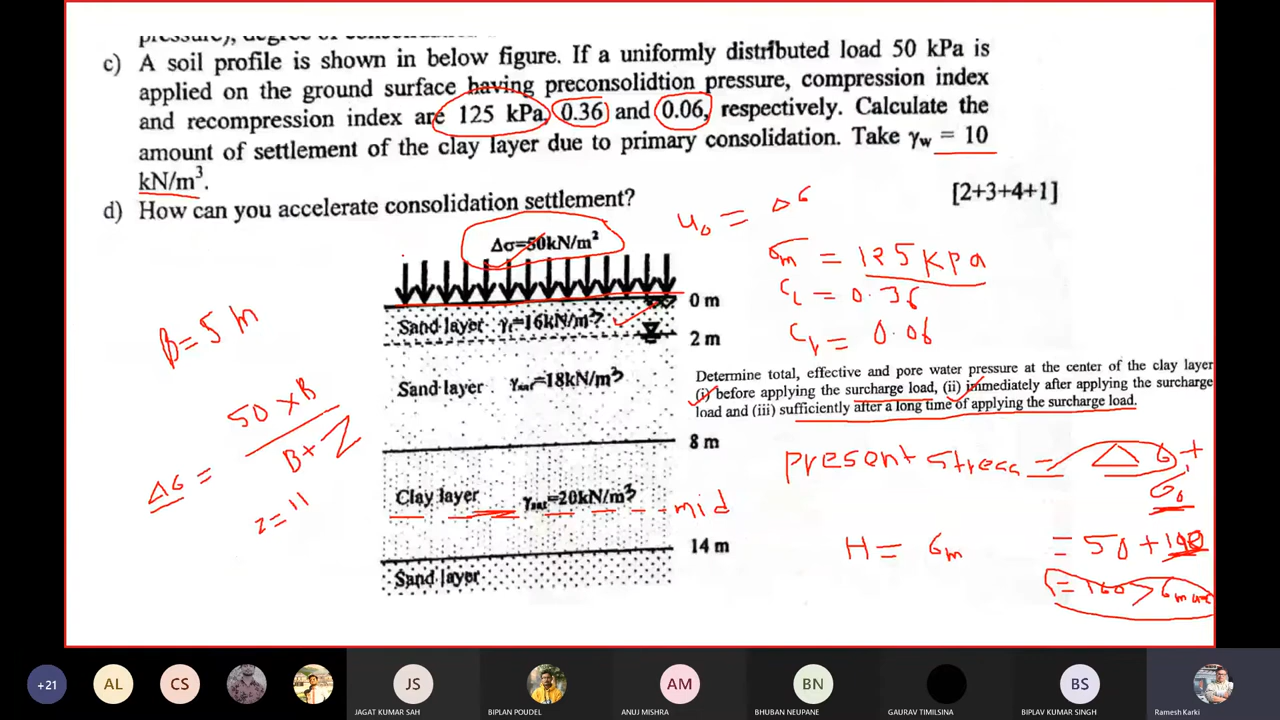 c) A soil profile is shown in below figure. If a uniformly distributed load 50 kPa is
applied on the ground surface having preconsolidtion pressure, compression index
and recompression index are 125 kPa, 0.36 and 0.06, respectively. Calculate the
amount of settlement of the clay layer due to primary consolidation. Take γw = 10
kN/m³.
[2+3+4+1]
d) How can you accelerate consolidation settlement?
Δσ=50kN/m²
u₀ = Δσ
σm = 125 kPa
Cc = 0.36
Cr = 0.06
0 m
Sand layer γt=16kN/m³
2 m
Sand layer γsat=18kN/m³
B = 5 m
Determine total, effective and pore water pressure at the center of the clay layer
(i) before applying the surcharge load, (ii) immediately after applying the surcharge
load and (iii) sufficiently after a long time of applying the surcharge load.
8 m
Δσ = 50 × B
B + Z
z = 11
present stress = Δσ +
σ₀
Clay layer γsat=20kN/m³
mid
H = 6m
= 50 +
14 m
Sand layer
= 160 >
+21
AL
CS
JS
AM
BN
BS
JAGAT KUMAR SAH
BIPLAN POUDEL
ANUJ MISHRA
BHUBAN NEUPANE
GAURAV TIMILSINA
BIPLAV KUMAR SINGH
Ramesh Karki